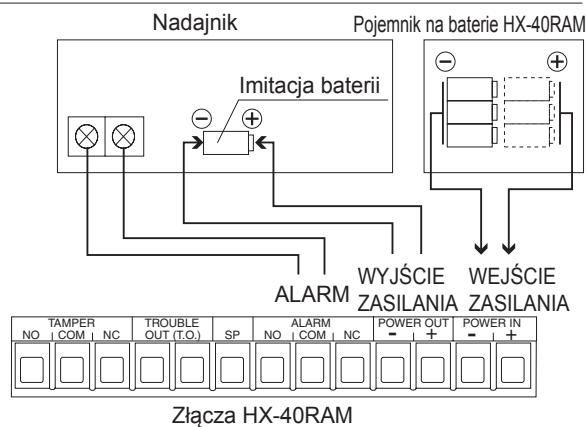 Nadajnik
Pojemnik na baterie HX-40RAM
Imitacja baterii
− +
− +
ALARM
WYJŚCIE
ZASILANIA
WEJŚCIE
ZASILANIA
TAMPER
NO COM NC
TROUBLE
OUT (T.O.)
SP
ALARM
NO COM NC
POWER OUT
- +
POWER IN
- +
Złącza HX-40RAM